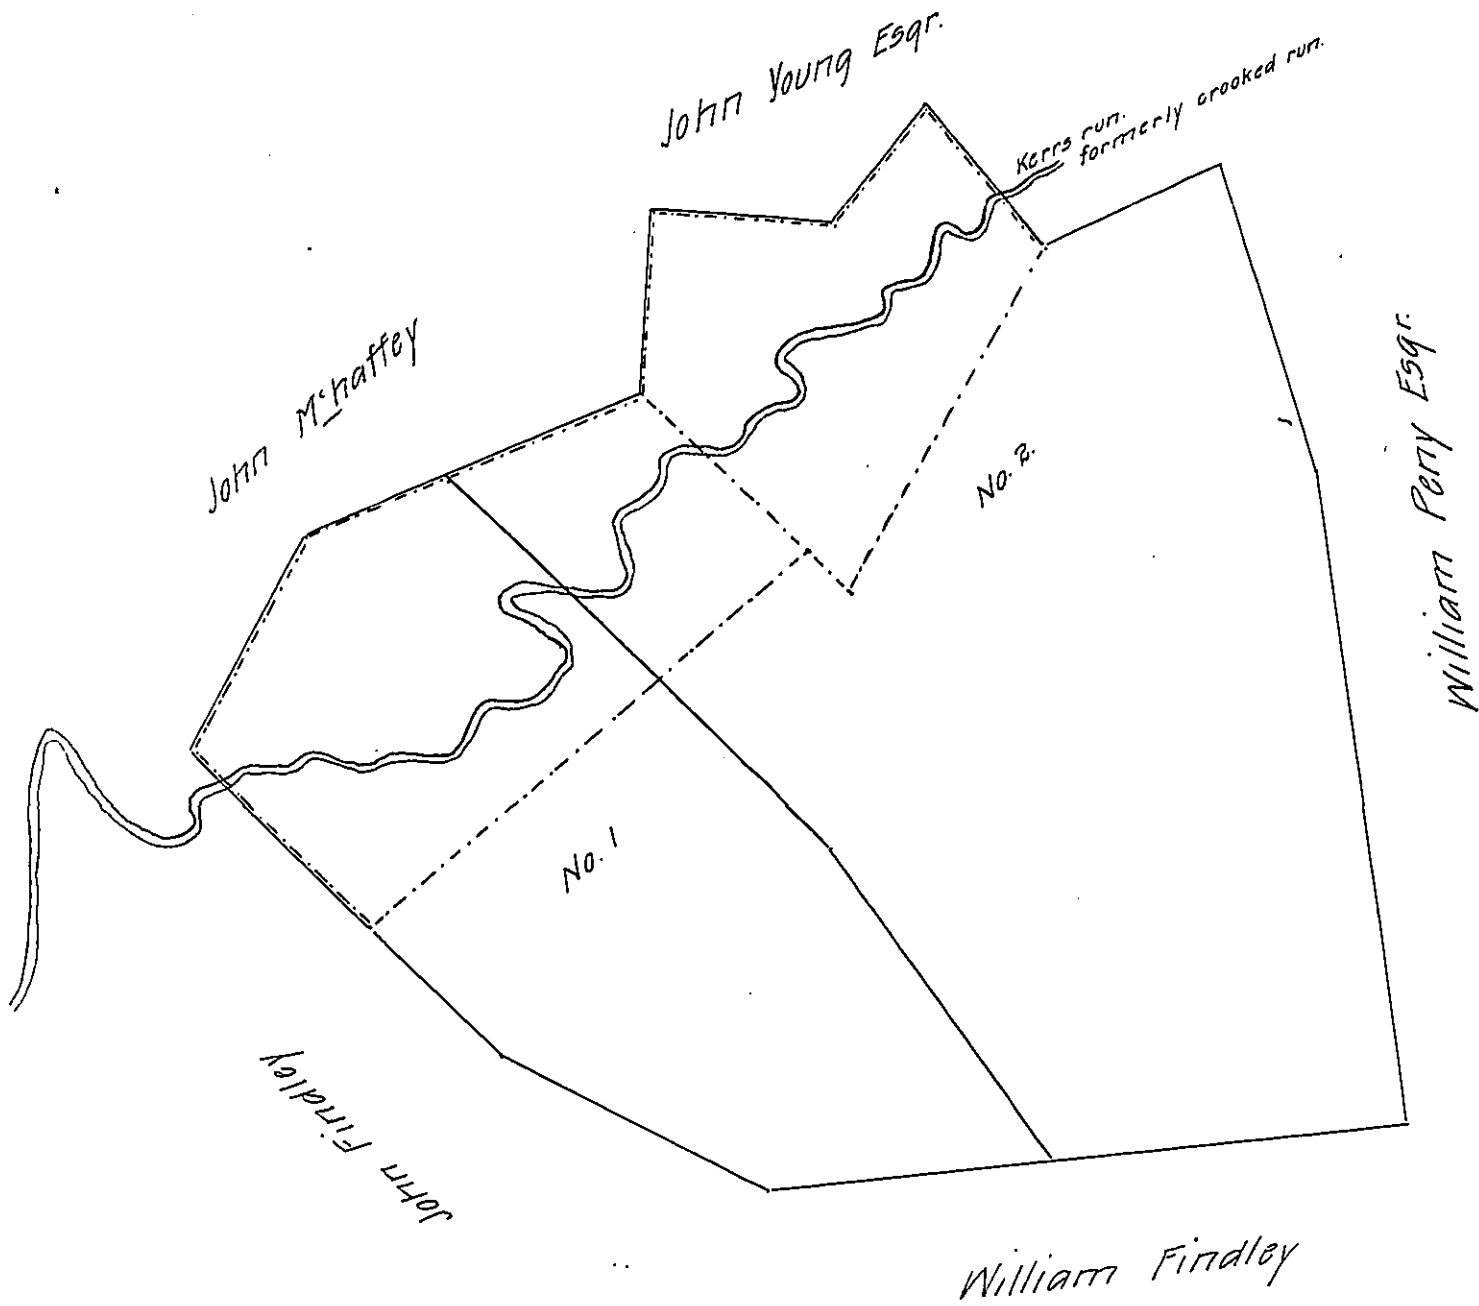 John Young Esqr.
Kerrs run.
formerly crooked run.
John Mchaffey
William Perry Esqr.
No. 2.
No. 1
John Findley
William Findley